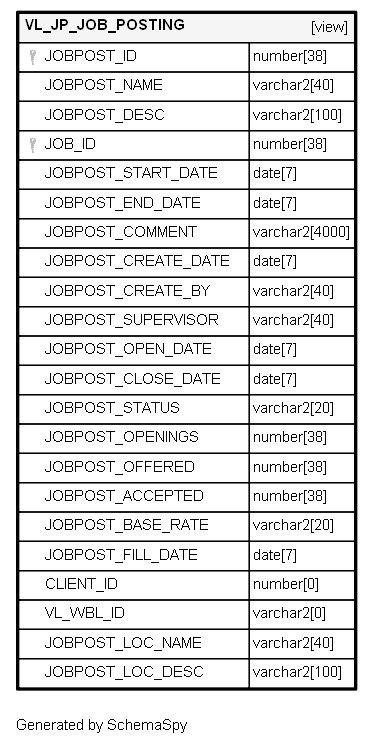 VL_JP_JOB_POSTING [view]
JOBPOST_ID number[38]
JOBPOST_NAME varchar2[40]
JOBPOST_DESC varchar2[100]
JOB_ID number[38]
JOBPOST_START_DATE date[7]
JOBPOST_END_DATE date[7]
JOBPOST_COMMENT varchar2[4000]
JOBPOST_CREATE_DATE date[7]
JOBPOST_CREATE_BY varchar2[40]
JOBPOST_SUPERVISOR varchar2[40]
JOBPOST_OPEN_DATE date[7]
JOBPOST_CLOSE_DATE date[7]
JOBPOST_STATUS varchar2[20]
JOBPOST_OPENINGS number[38]
JOBPOST_OFFERED number[38]
JOBPOST_ACCEPTED number[38]
JOBPOST_BASE_RATE varchar2[20]
JOBPOST_FILL_DATE date[7]
CLIENT_ID number[0]
VL_WBL_ID varchar2[0]
JOBPOST_LOC_NAME varchar2[40]
JOBPOST_LOC_DESC varchar2[100]
Generated by SchemaSpy